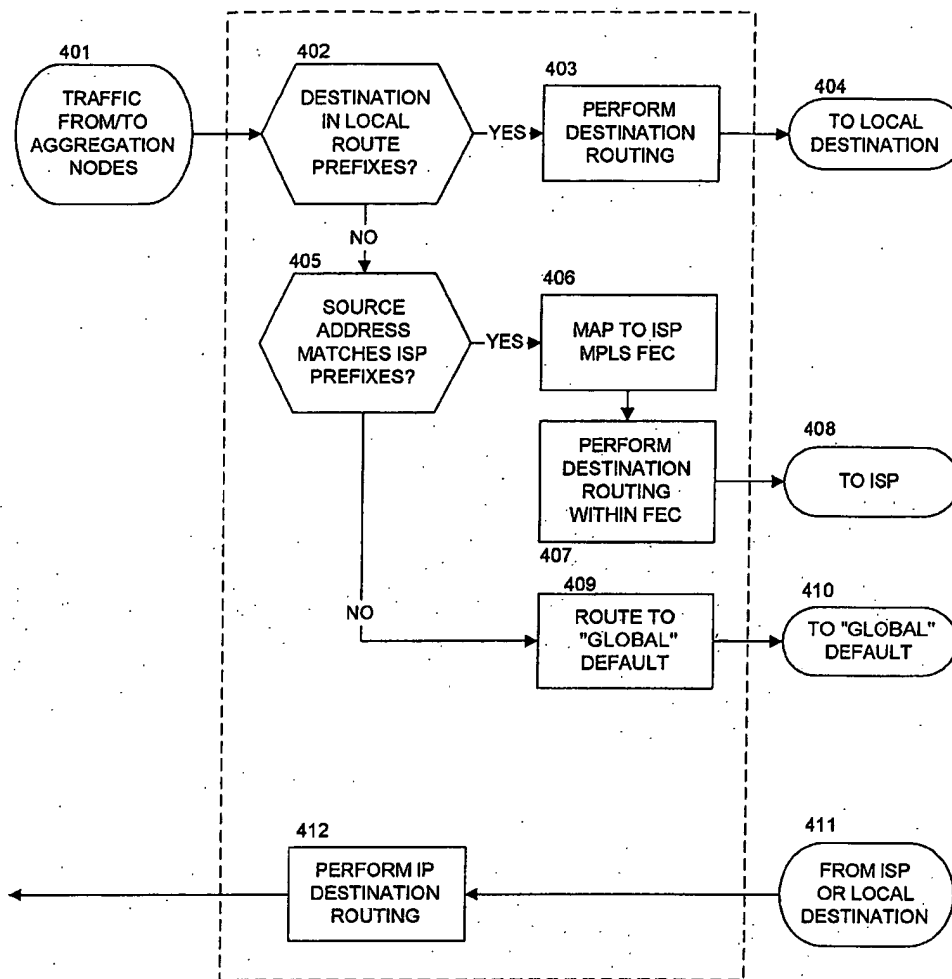 401
TRAFFIC
FROM/TO
AGGREGATION
NODES
402
DESTINATION
IN LOCAL
ROUTE
PREFIXES?
YES
403
PERFORM
DESTINATION
ROUTING
404
TO LOCAL
DESTINATION
NO
405
SOURCE
ADDRESS
MATCHES ISP
PREFIXES?
YES
406
MAP TO ISP
MPLS FEC
PERFORM
DESTINATION
ROUTING
WITHIN FEC
407
408
TO ISP
NO
409
ROUTE TO
"GLOBAL"
DEFAULT
410
TO "GLOBAL"
DEFAULT
412
PERFORM IP
DESTINATION
ROUTING
411
FROM ISP
OR LOCAL
DESTINATION